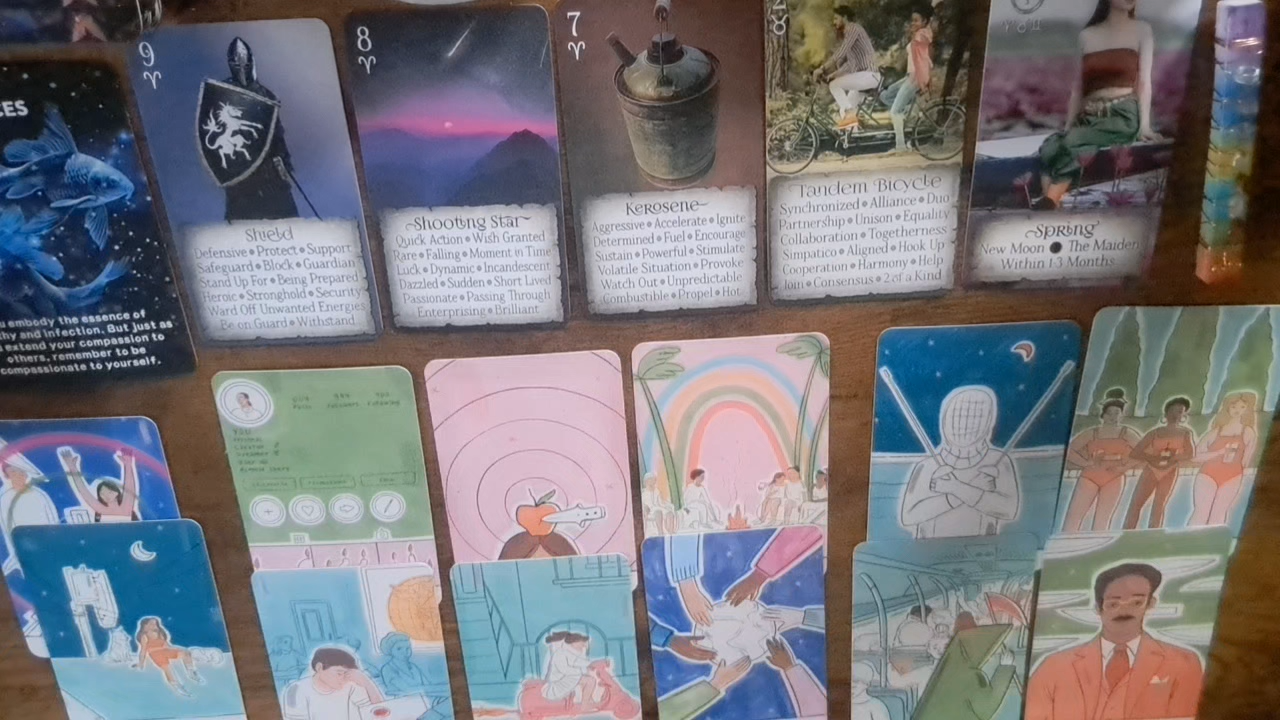 CES
u embody the essence of
thy and infection. But just as
extend your compassion to
others, remember to be
compassionate to yourself.
9
♈
Shield
Defensive • Protect • Support
Safeguard • Block • Guardian
Stand Up For • Being Prepared
Heroic • Stronghold • Security
Ward Off Unwanted Energies
Be on Guard • Withstand
8
♈
Shooting Star
Quick Action • Wish Granted
Rare • Falling • Moment in Time
Luck • Dynamic • Incandescent
Dazzled • Sudden • Short Lived
Passionate • Passing Through
Enterprising • Brilliant
7
♈
Kerosene
Aggressive • Accelerate • Ignite
Determined • Fuel • Encourage
Sustain • Powerful • Stimulate
Volatile Situation • Provoke
Watch Out • Unpredictable
Combustible • Propel • Hot
Tandem Bicycle
Synchronized • Alliance • Duo
Partnership • Unison • Equality
Collaboration • Togetherness
Simpatico • Aligned • Hook Up
Cooperation • Harmony • Help
Join • Consensus • 2 of a Kind
Spring
New Moon ● The Maiden
Within 1-3 Months